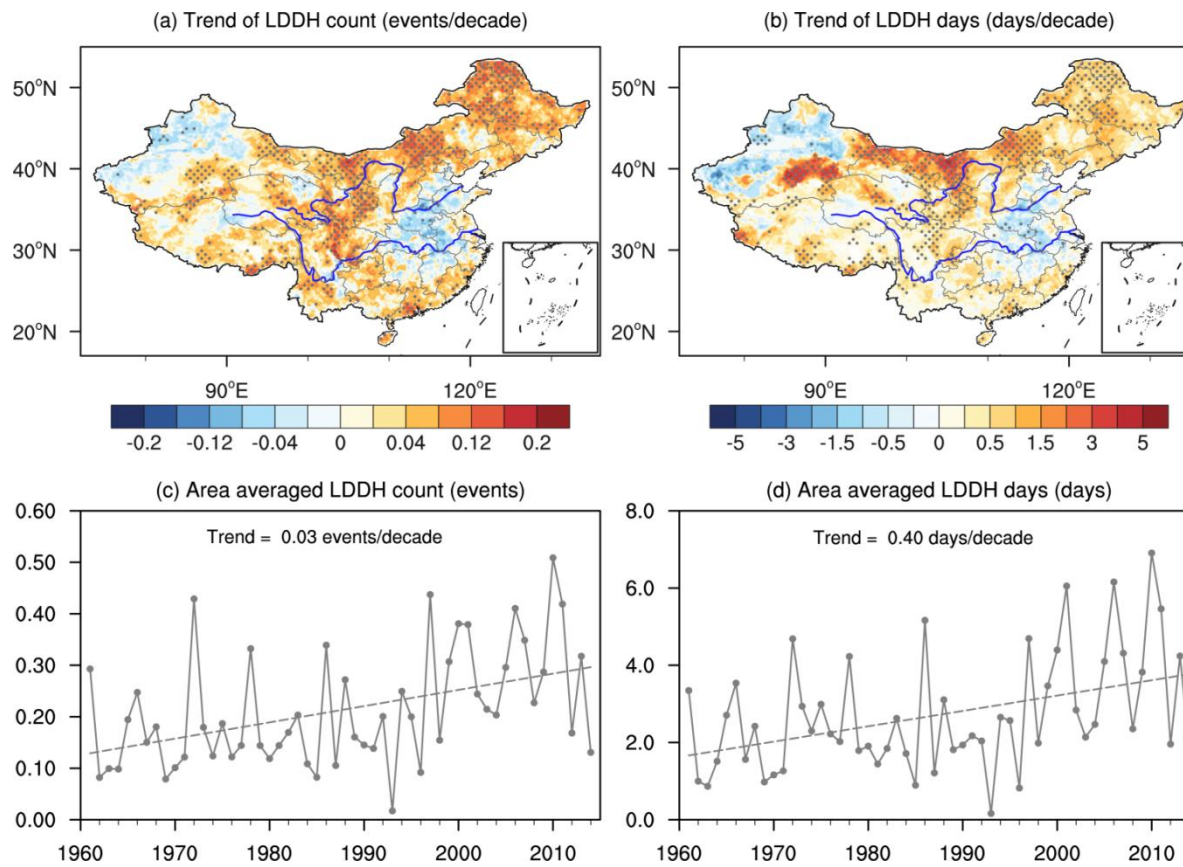 (a) Trend of LDDH count (events/decade)
(b) Trend of LDDH days (days/decade)
50°N
40°N
30°N
20°N
90°E 120°E
-0.2 -0.12 -0.04 0 0.04 0.12 0.2
50°N
40°N
30°N
20°N
90°E 120°E
-5 -3 -1.5 -0.5 0 0.5 1.5 3 5
(c) Area averaged LDDH count (events)
Trend = 0.03 events/decade
0.60
0.50
0.40
0.30
0.20
0.10
0.00
1960 1970 1980 1990 2000 2010
(d) Area averaged LDDH days (days)
Trend = 0.40 days/decade
8.0
6.0
4.0
2.0
0.0
1960 1970 1980 1990 2000 2010